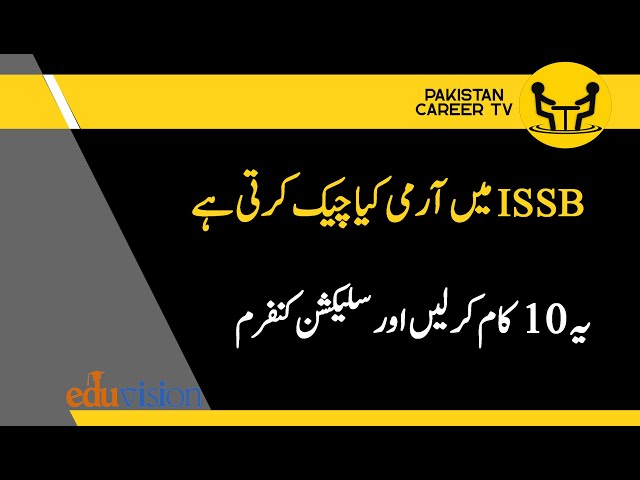 PAKISTAN
CAREER TV
ISSB میں آرمی کیا چیک کرتی ہے
یہ 10 کام کرلیں اور سلیکشن کنفرم
eduvision